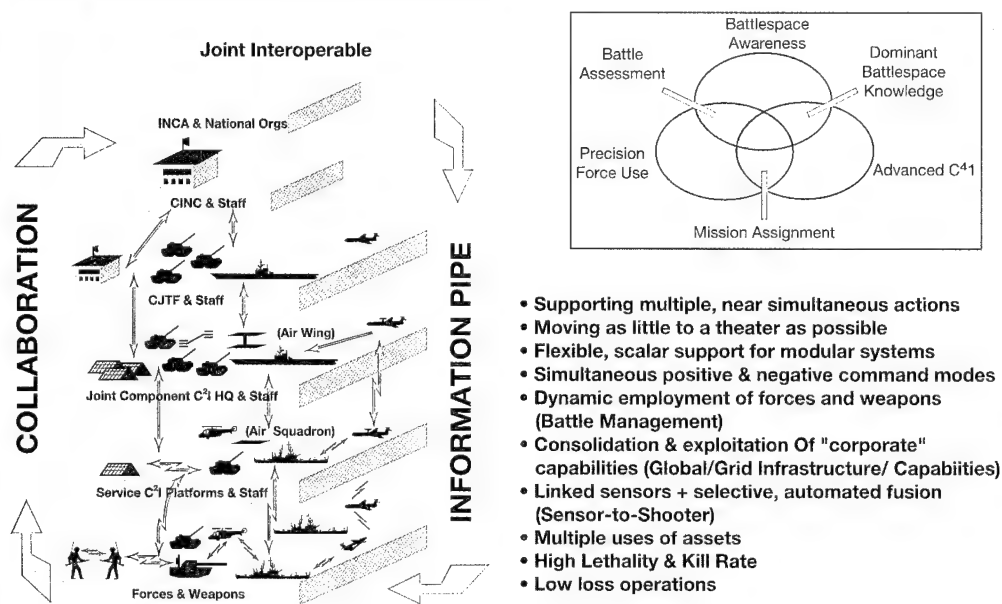 Joint Interoperable
INCA & National Orgs
CINC & Staff
CJTF & Staff
(Air Wing)
Joint Component C²I HQ & Staff
(Air Squadron)
Service C²I Platforms & Staff
Forces & Weapons
COLLABORATION
INFORMATION PIPE
Battlespace
Awareness
Battle
Assessment
Dominant
Battlespace
Knowledge
Precision
Force Use
Advanced C⁴1
Mission Assignment
• Supporting multiple, near simultaneous actions
• Moving as little to a theater as possible
• Flexible, scalar support for modular systems
• Simultaneous positive & negative command modes
• Dynamic employment of forces and weapons
(Battle Management)
• Consolidation & exploitation Of "corporate"
capabilities (Global/Grid Infrastructure/ Capabiities)
• Linked sensors + selective, automated fusion
(Sensor-to-Shooter)
• Multiple uses of assets
• High Lethality & Kill Rate
• Low loss operations